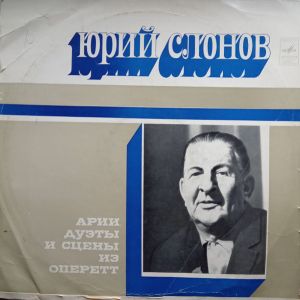 ЮРИЙ СЛОНОВ
АРИИ
ДУЭТЫ
И СЦЕНЫ
ИЗ
ОПЕРЕТТ